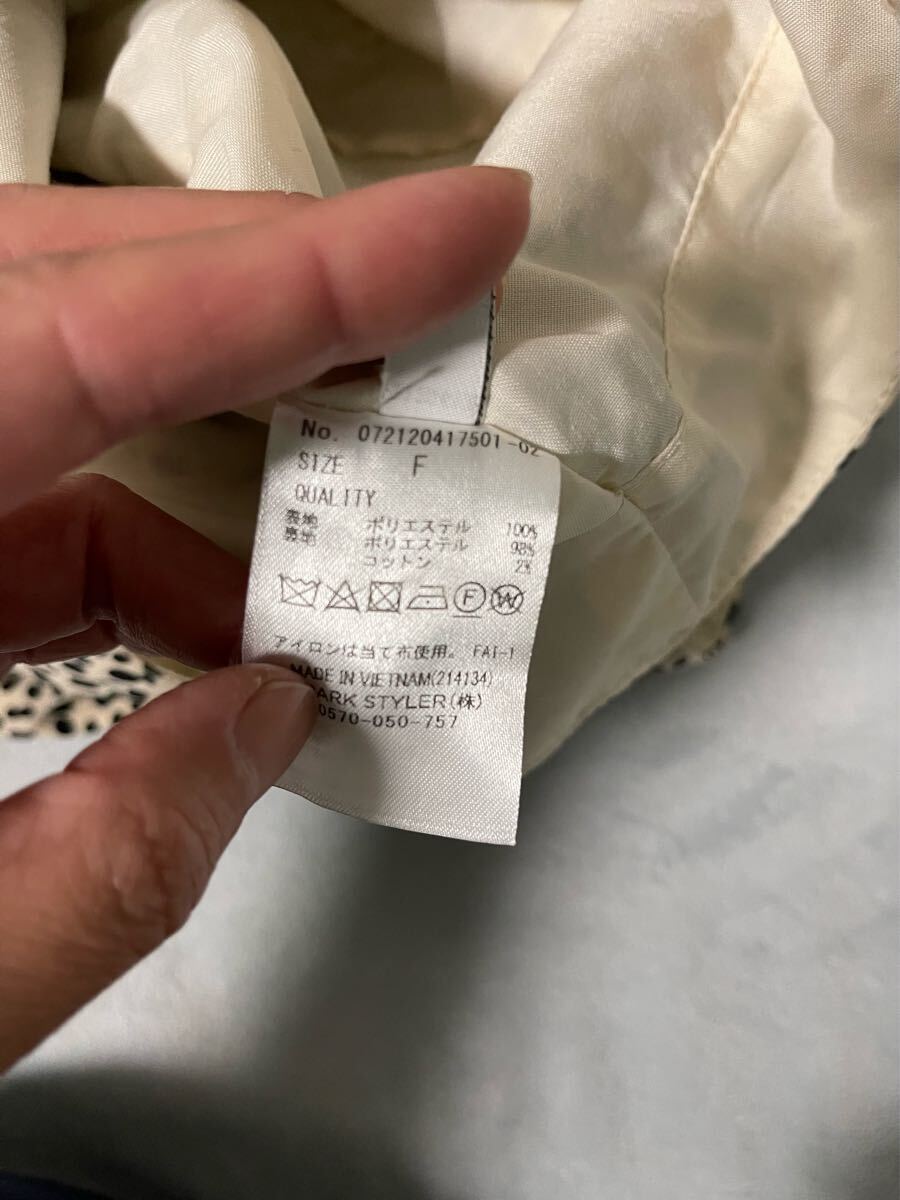 No. 072120417501-02
SIZE F
QUALITY
表地 ポリエステル 100%
裏地 ポリエステル 98%
コットン 2%
F W
アイロンは当て布使用。 FAI-1
MADE IN VIETNAM(214134)
ARK STYLER(株)
0570-050-757